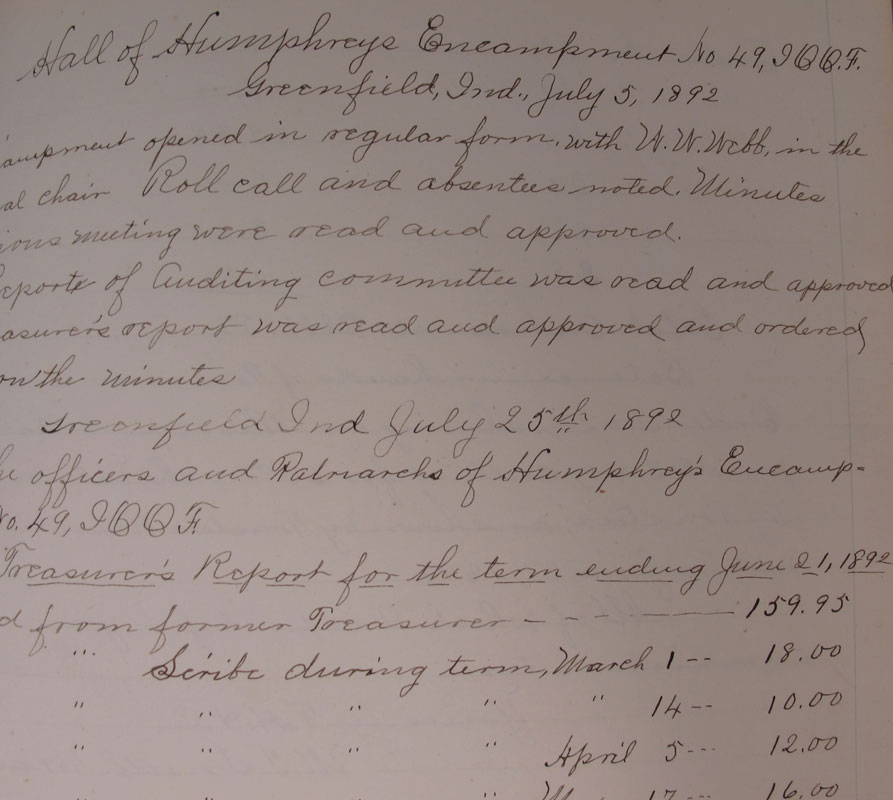 Hall of Humphreys Encampment No 49, I O O. F.
Greenfield, Ind., July 5, 1892
ampment opened in regular form. with W. W. Webb, in the
al chair Roll call and absentees noted. Minutes
ious meeting were read and approved.
eports of Auditing committee was read and approved
asurer's report was read and approved and ordered
on the minutes
Greenfield Ind July 25th 1892
he officers and Patriarchs of Humphrey's Encamp-
No. 49, I O O F.
Treasurer's Report for the term ending June 21, 1892
d from former Treasurer - - - - 159.95
" Scribe during term, March 1 -- 18.00
" " " " " 14 -- 10.00
" " " " April 5 --- 12.00
" " " " 17 --- 16.00